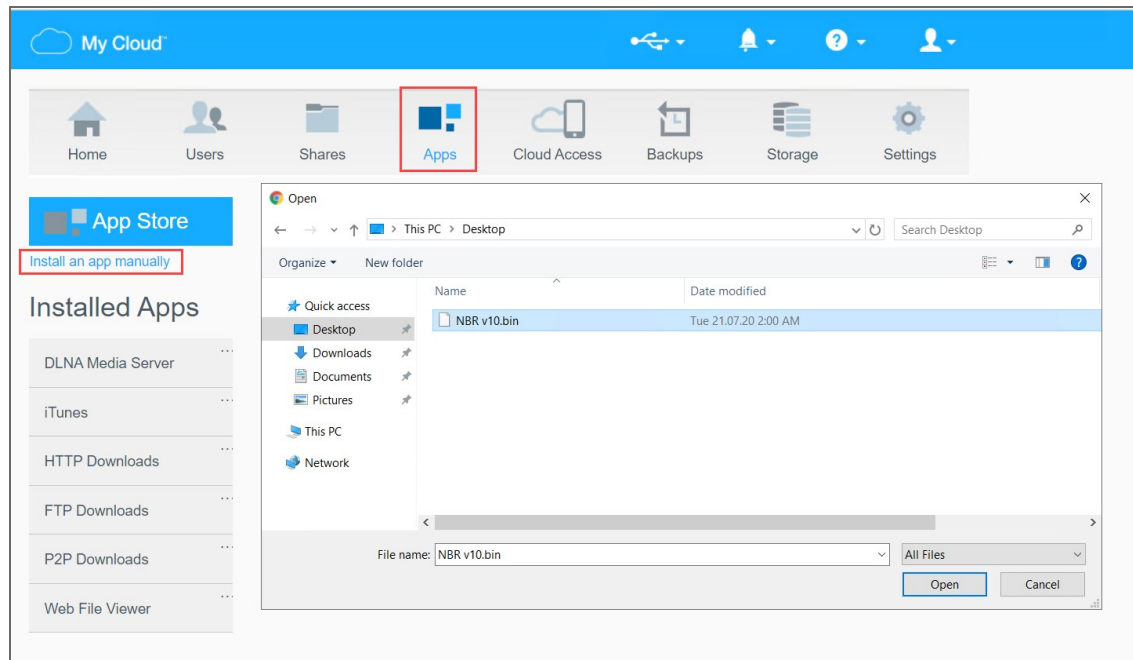 My Cloud™
Home Users Shares Apps Cloud Access Backups Storage Settings
App Store
Install an app manually
Installed Apps
DLNA Media Server ...
iTunes ...
HTTP Downloads ...
FTP Downloads ...
P2P Downloads ...
Web File Viewer ...
Open
This PC > Desktop
Search Desktop
Organize New folder
Name Date modified
Quick access
Desktop
Downloads
Documents
Pictures
This PC
Network
NBR v10.bin Tue 21.07.20 2:00 AM
File name: NBR v10.bin All Files
Open Cancel